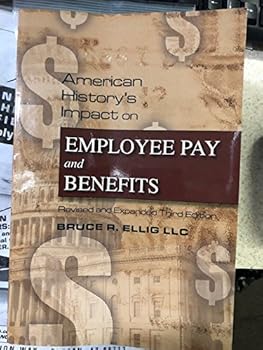 American
History's
Impact on
EMPLOYEE PAY
and
BENEFITS
Revised and Expanded Third Edition
BRUCE R. ELLIG LLC